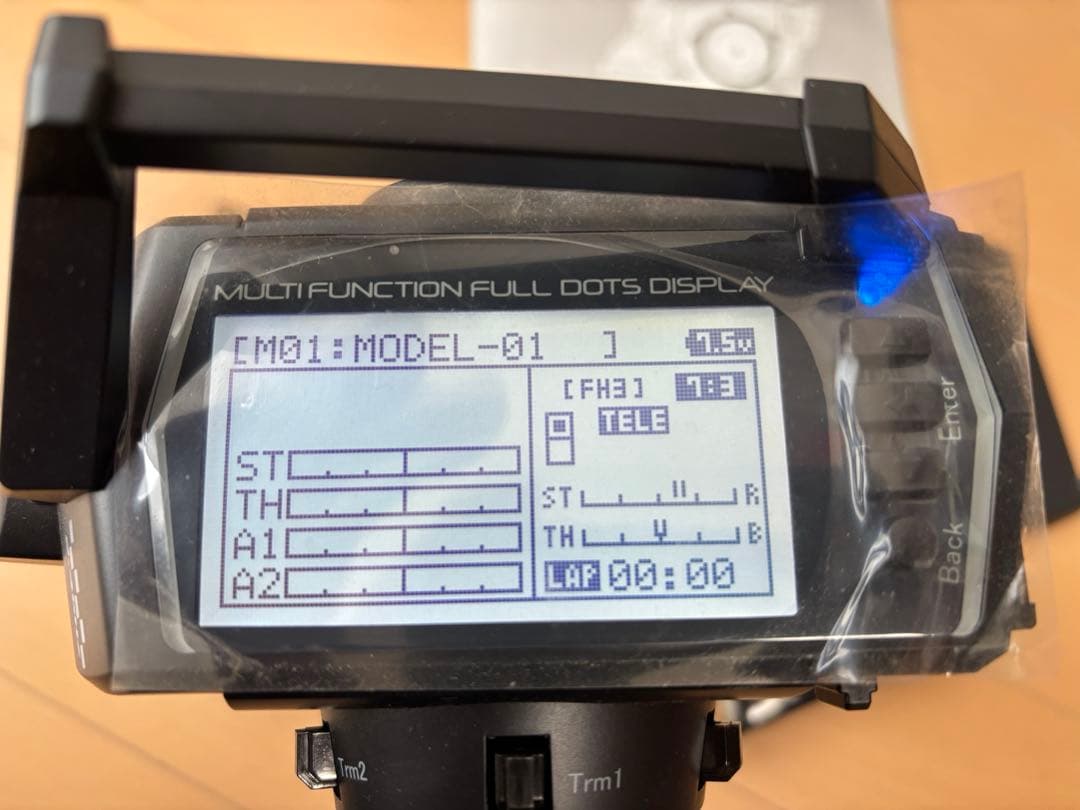 MULTI FUNCTION FULL DOTS DISPLAY
[M01:MODEL-01 ]
7.5v
[FH3]
7:3
TELE
ST
TH
A1
A2
ST R
TH B
LAP 00:00
Enter
Back
Trm2
Trm1